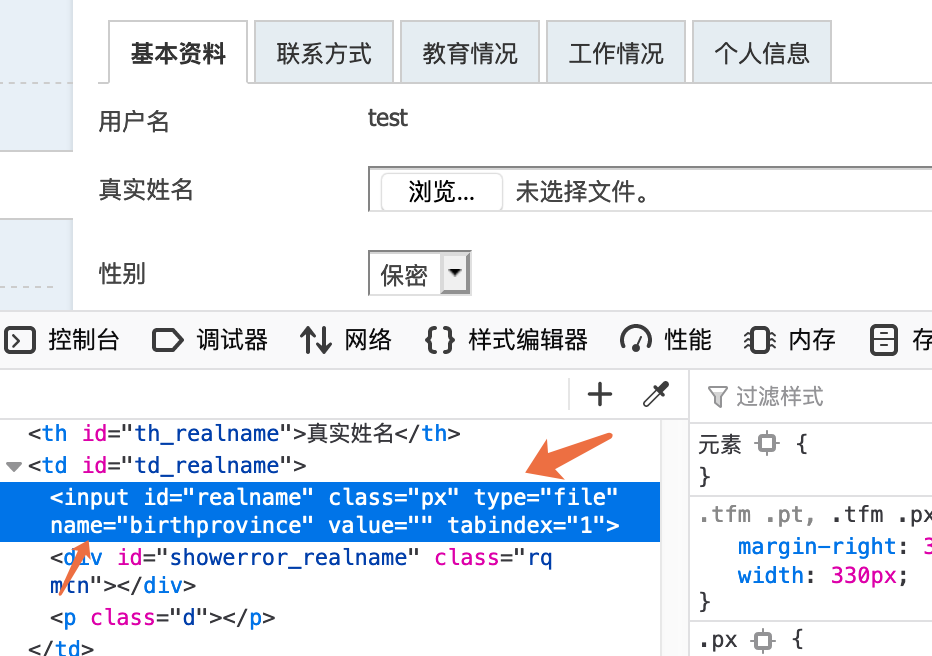 基本资料 联系方式 教育情况 工作情况 个人信息
用户名 test
真实姓名 浏览... 未选择文件。
性别 保密
控制台 调试器 网络 {} 样式编辑器 性能 内存 存
+ 过滤样式
<th id="th_realname">真实姓名</th>
<td id="td_realname">
<input id="realname" class="px" type="file"
name="birthprovince" value="" tabindex="1">
<div id="showerror_realname" class="rq
mtn"></div>
<p class="d"></p>
</td>
元素 {
}
.tfm .pt, .tfm .px
margin-right: 3
width: 330px;
}
.px {